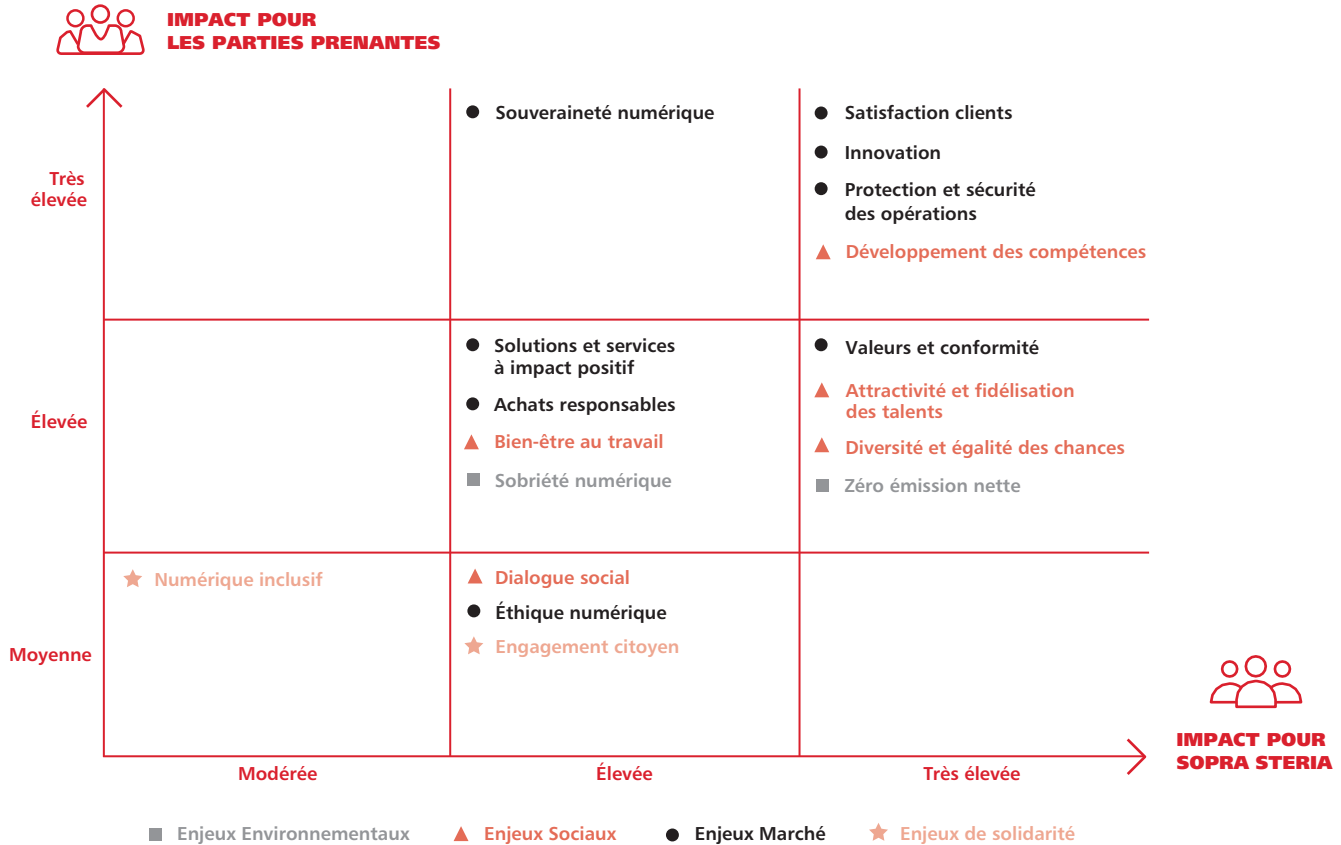 IMPACT POUR
LES PARTIES PRENANTES
Très
élevée
Souveraineté numérique
Satisfaction clients
Innovation
Protection et sécurité
des opérations
Développement des compétences
Élevée
Solutions et services
à impact positif
Achats responsables
Bien-être au travail
Sobriété numérique
Valeurs et conformité
Attractivité et fidélisation
des talents
Diversité et égalité des chances
Zéro émission nette
Moyenne
Numérique inclusif
Dialogue social
Éthique numérique
Engagement citoyen
IMPACT POUR
SOPRA STERIA
Modérée
Élevée
Très élevée
Enjeux Environnementaux
Enjeux Sociaux
Enjeux Marché
Enjeux de solidarité